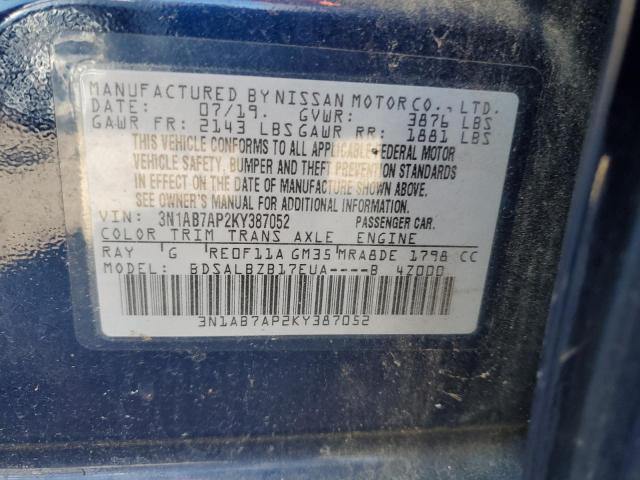 MANUFACTURED BY NISSAN MOTOR CO., LTD.
DATE: 07/19. GVWR: 3876 LBS
GAWR FR: 2143 LBS GAWR RR: 1881 LBS
THIS VEHICLE CONFORMS TO ALL APPLICABLE FEDERAL MOTOR
VEHICLE SAFETY, BUMPER AND THEFT PREVENTION STANDARDS
IN EFFECT ON THE DATE OF MANUFACTURE SHOWN ABOVE.
SEE OWNER'S MANUAL FOR ADDITIONAL INFORMATION.
VIN: 3N1AB7AP2KY387052 PASSENGER CAR.
COLOR TRIM TRANS AXLE ENGINE
RAY G RE0F11A GM35 MRA8DE 1798 CC
MODEL: BDSALBZB17EUA----B 4Z000
3N1AB7AP2KY387052